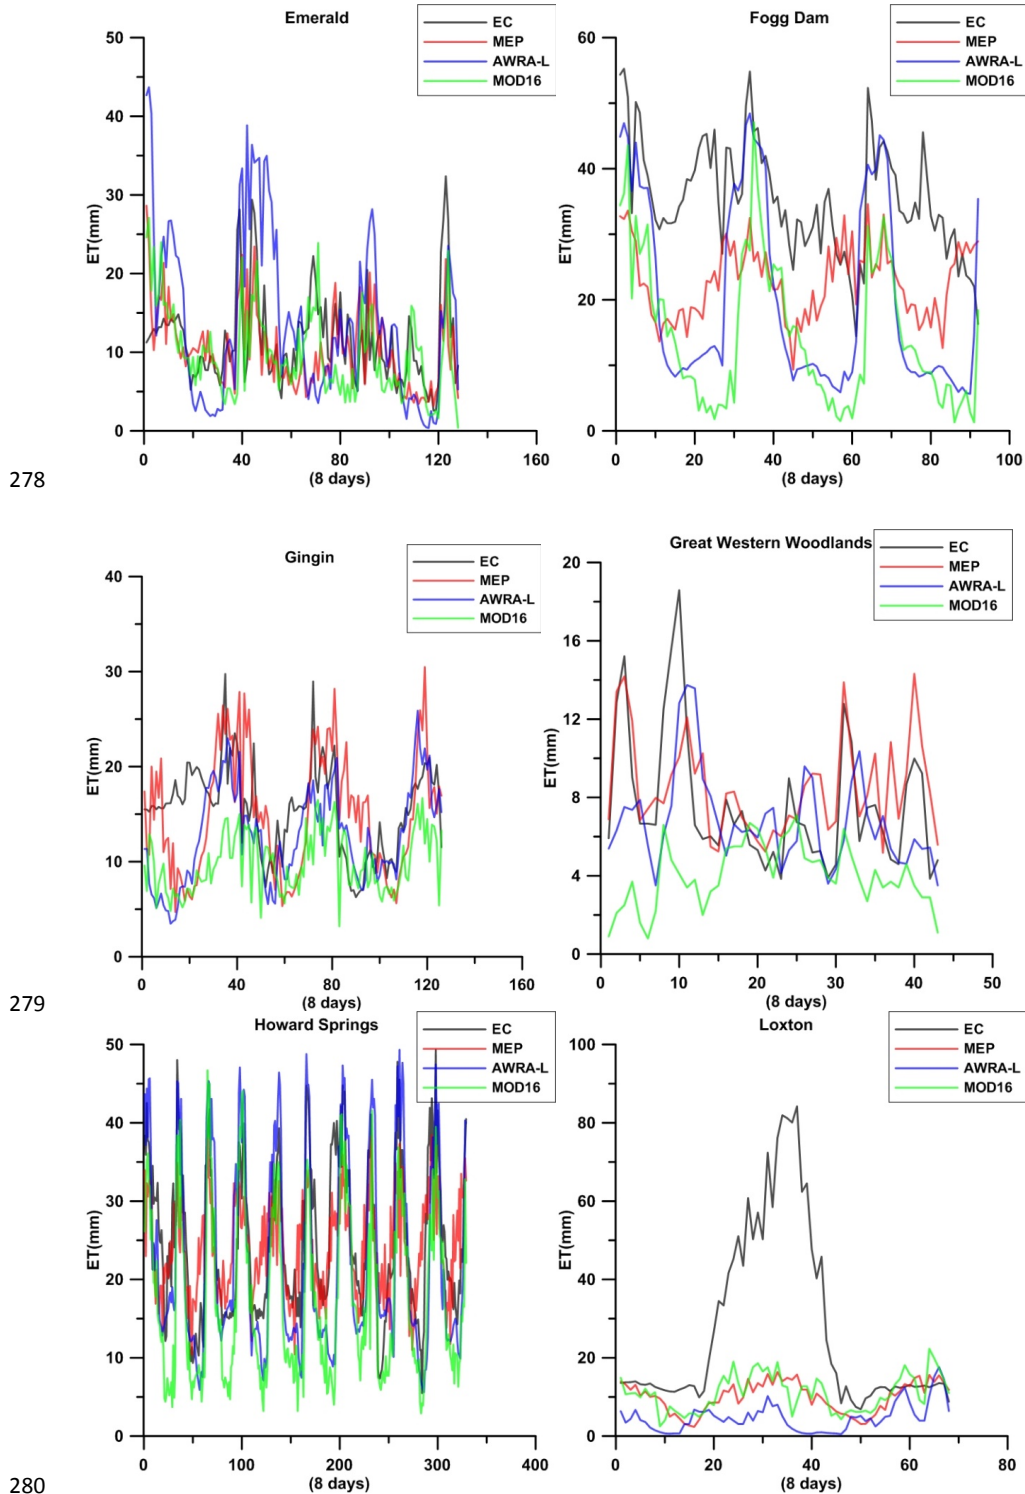 Emerald
EC
MEP
AWRA-L
MOD16
50
40
30
20
10
0
ET(mm)
0 40 80 120 160
(8 days)
Fogg Dam
EC
MEP
AWRA-L
MOD16
60
40
20
0
ET(mm)
0 20 40 60 80 100
(8 days)
278
Gingin
EC
MEP
AWRA-L
MOD16
40
30
20
10
0
ET(mm)
0 40 80 120 160
(8 days)
Great Western Woodlands
EC
MEP
AWRA-L
MOD16
20
16
12
8
4
0
ET(mm)
0 10 20 30 40 50
(8 days)
279
Howard Springs
EC
MEP
AWRA-L
MOD16
50
40
30
20
10
0
ET(mm)
0 100 200 300 400
(8 days)
Loxton
EC
MEP
AWRA-L
MOD16
100
80
60
40
20
0
ET(mm)
0 20 40 60 80
(8 days)
280